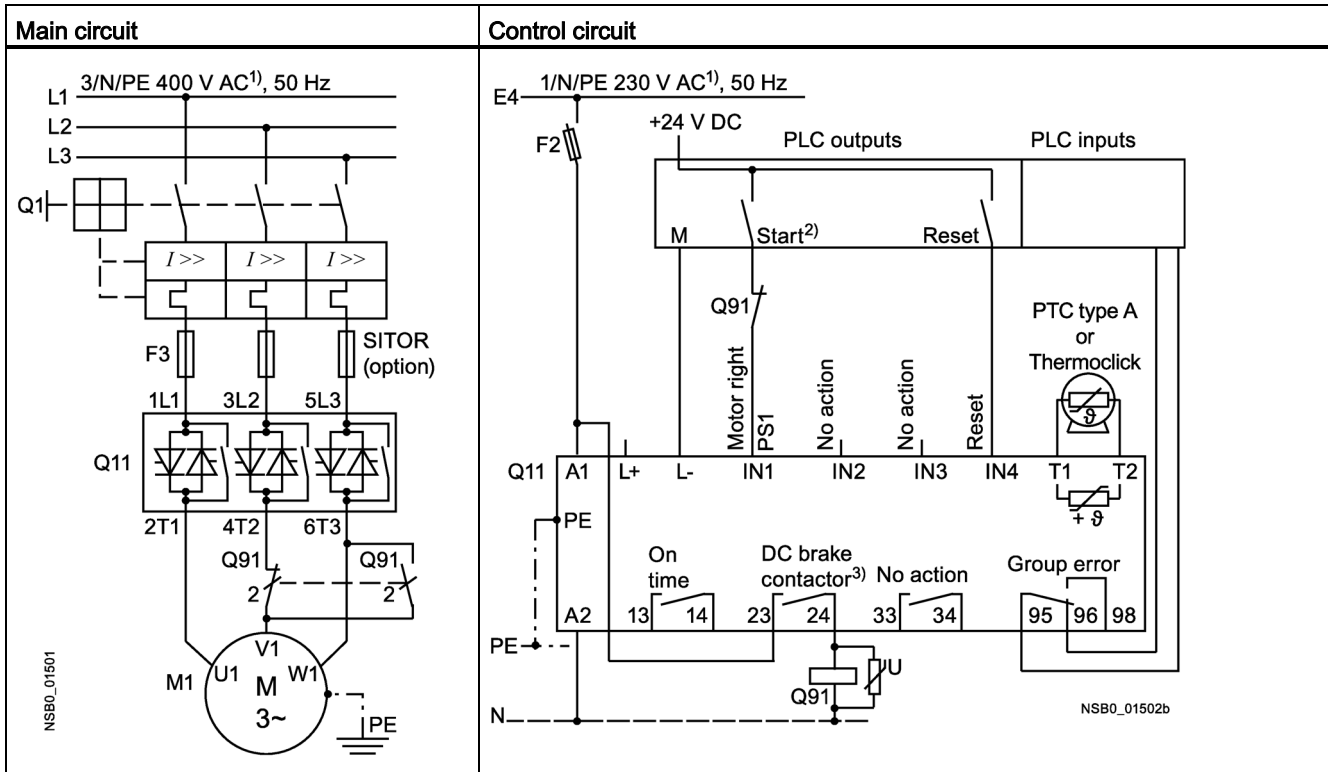 Main circuit
Control circuit
3/N/PE 400 V AC1), 50 Hz
L1
L2
L3
Q1
I >>
I >>
I >>
F3
SITOR
(option)
1L1
3L2
5L3
Q11
2T1
4T2
6T3
Q91
Q91
2
2
V1
U1
W1
M1
M
3~
PE
NSB0_01501
1/N/PE 230 V AC1), 50 Hz
E4
+24 V DC
F2
PLC outputs
PLC inputs
M
Start2)
Reset
Q91
PTC type A
or
Thermoclick
ϑ
Motor right
PS1
No action
No action
Reset
Q11
A1
L+
L-
IN1
IN2
IN3
IN4
T1
T2
+ ϑ
PE
On
time
DC brake
contactor3)
No action
Group error
A2
13
14
23
24
33
34
95
96
98
PE
Q91
U
N
NSB0_01502b